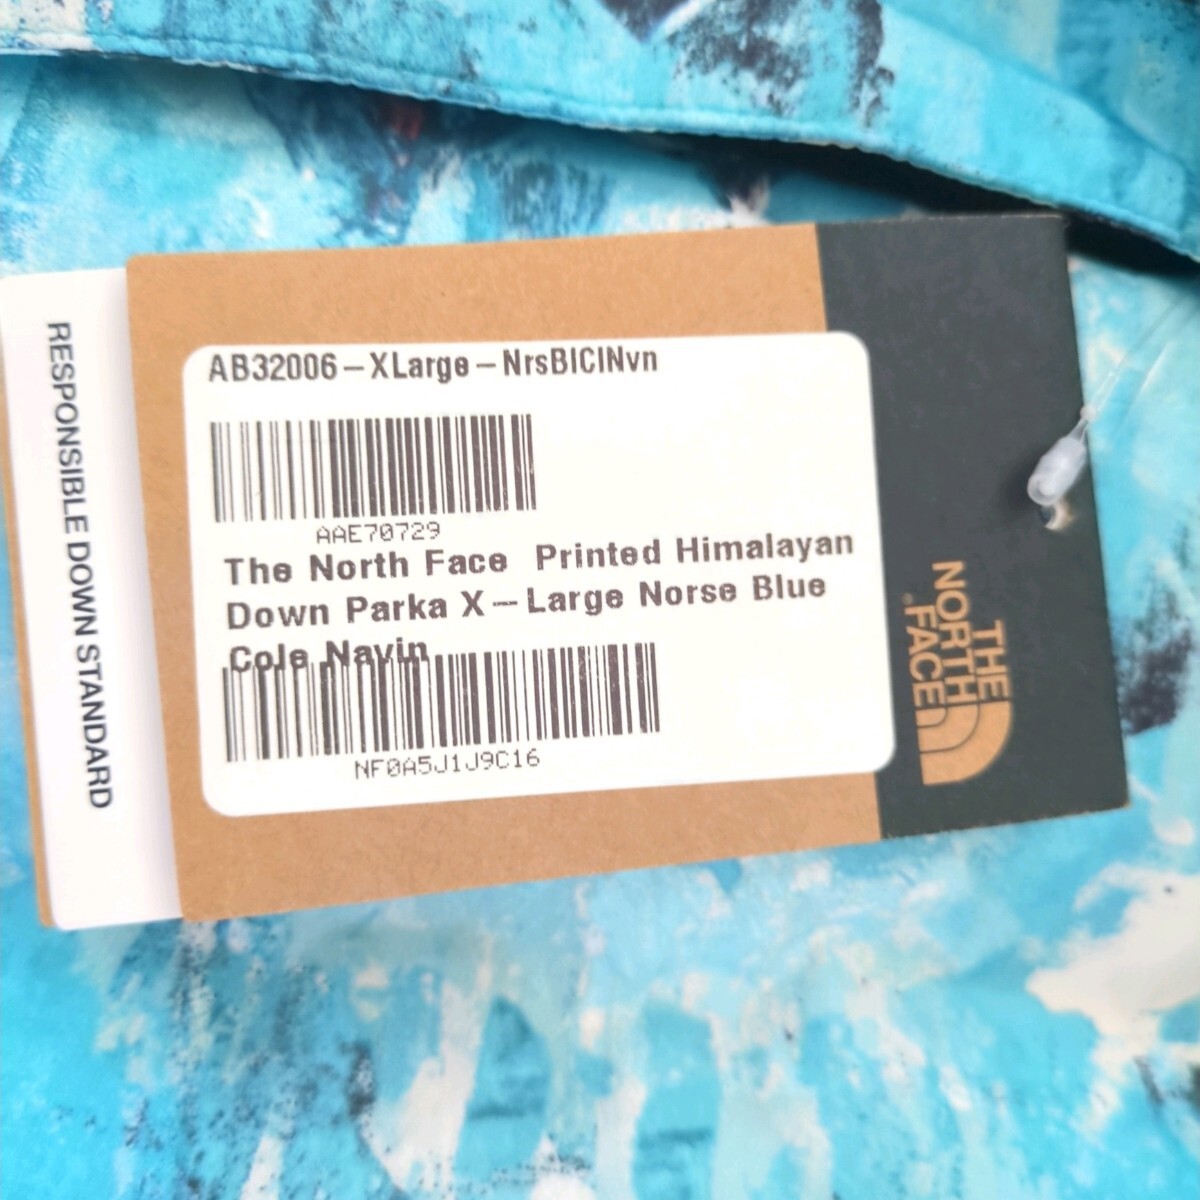 RESPONSIBLE DOWN STANDARD
AB32006-XLarge-NrsBlClNvn
AAE70729
The North Face Printed Himalayan
Down Parka X-Large Norse Blue
Cole Navin
NF0A5J1J9C16
THE
NORTH
FACE